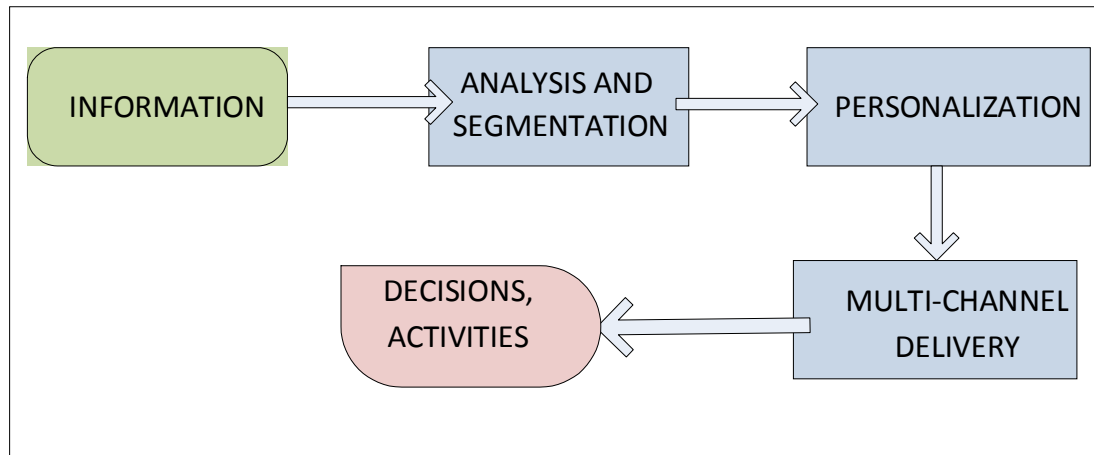 INFORMATION
ANALYSIS AND
SEGMENTATION
PERSONALIZATION
MULTI-CHANNEL
DELIVERY
DECISIONS,
ACTIVITIES